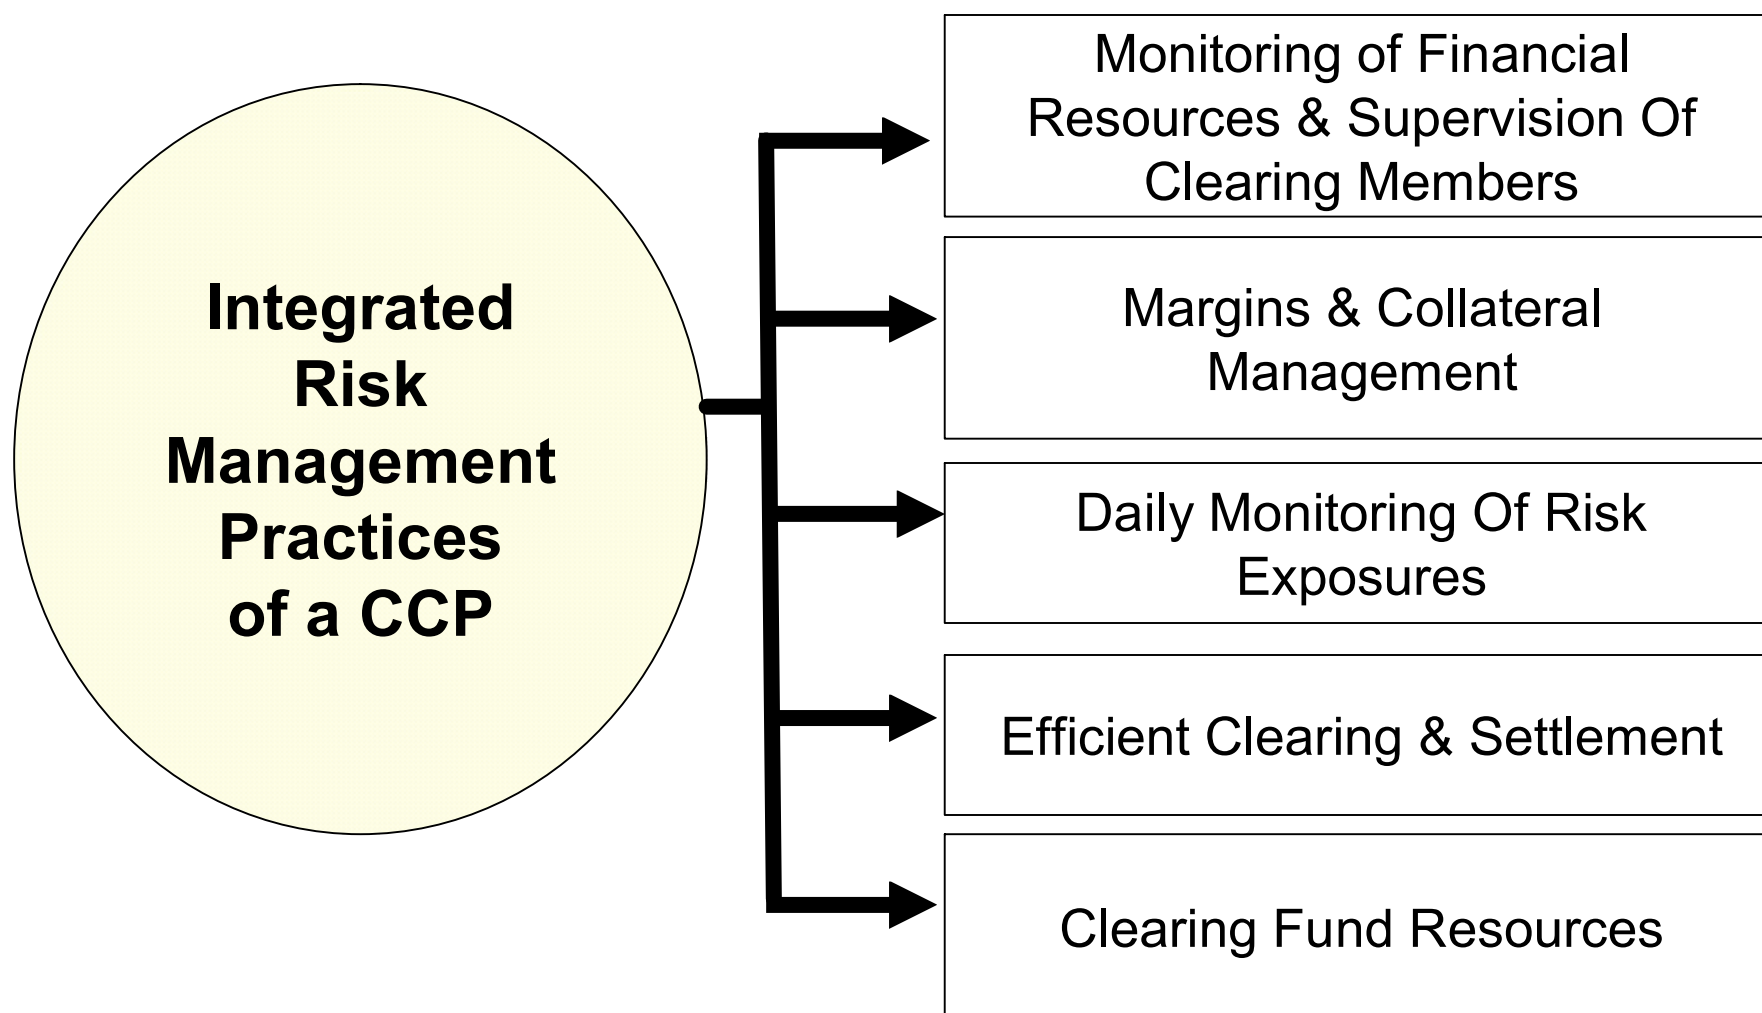 Integrated
Risk
Management
Practices
of a CCP
Monitoring of Financial
Resources & Supervision Of
Clearing Members
Margins & Collateral
Management
Daily Monitoring Of Risk
Exposures
Efficient Clearing & Settlement
Clearing Fund Resources